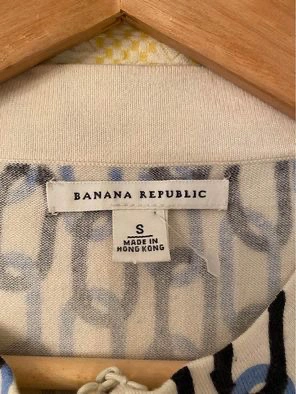 BANANA REPUBLIC
S
MADE IN
HONG KONG